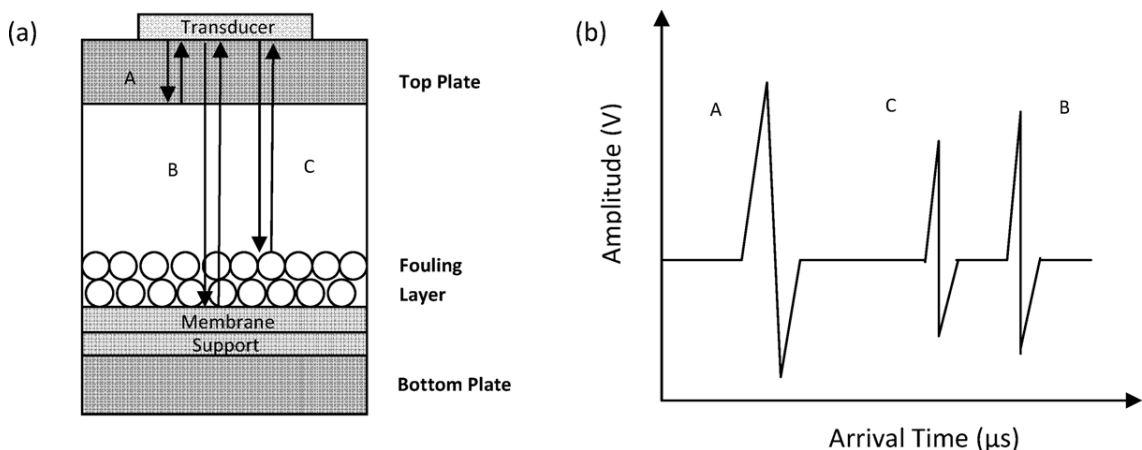 (a)
Transducer
A
Top Plate
B
C
Fouling
Layer
Membrane
Support
Bottom Plate
(b)
Amplitude (V)
A
C
B
Arrival Time (μs)